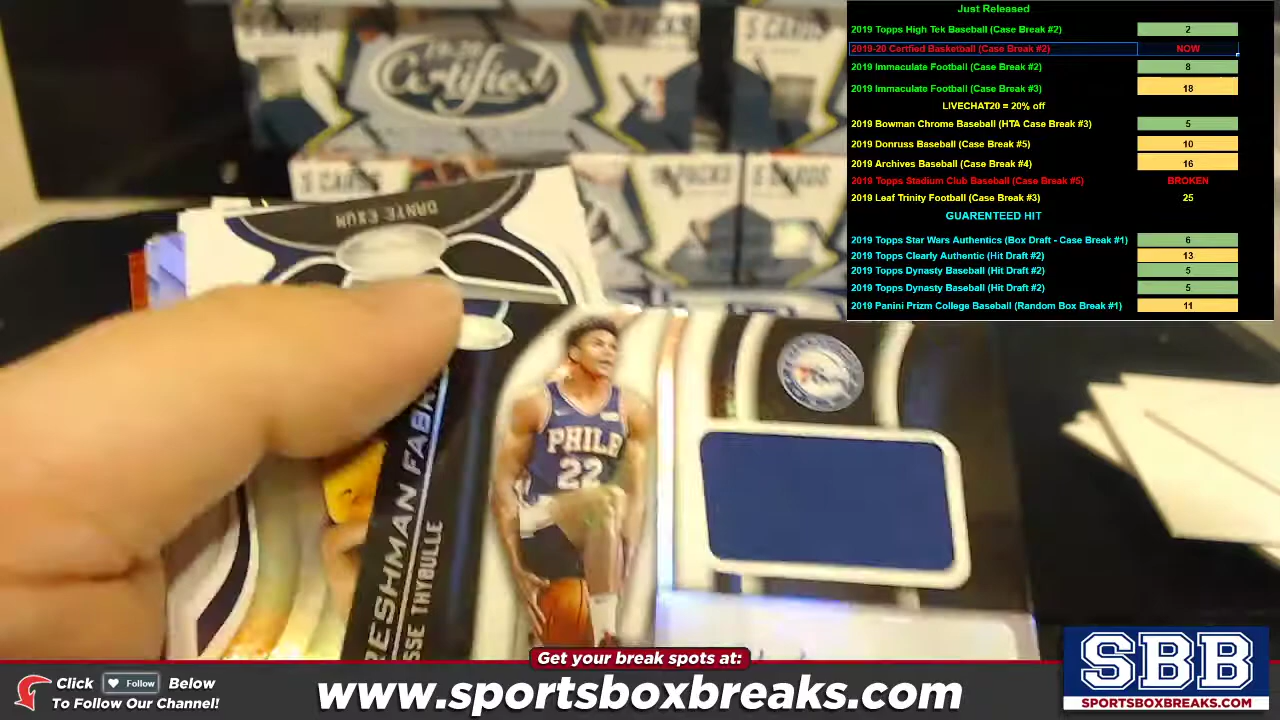 Just Released
2019 Topps High Tek Baseball (Case Break #2) 2
2019-20 Certfied Basketball (Case Break #2) NOW
2019 Immaculate Football (Case Break #2) 8
2019 Immaculate Football (Case Break #3) 18
LIVECHAT20 = 20% off
2019 Bowman Chrome Baseball (HTA Case Break #3) 5
2019 Donruss Baseball (Case Break #5) 10
2019 Archives Baseball (Case Break #4) 16
2019 Topps Stadium Club Baseball (Case Break #5) BROKEN
2019 Leaf Trinity Football (Case Break #3) 25
GUARENTEED HIT
2019 Topps Star Wars Authentics (Box Draft - Case Break #1) 6
2019 Topps Clearly Authentic (Hit Draft #2) 13
2019 Topps Dynasty Baseball (Hit Draft #2) 5
2019 Topps Dynasty Baseball (Hit Draft #2) 5
2019 Panini Prizm College Baseball (Random Box Break #1) 11
Certified
DANTE EXUM
PHILA
22
THYBULLE
Get your break spots at:
Click Follow Below
To Follow Our Channel!
www.sportsboxbreaks.com
SBB
SPORTSBOXBREAKS.COM